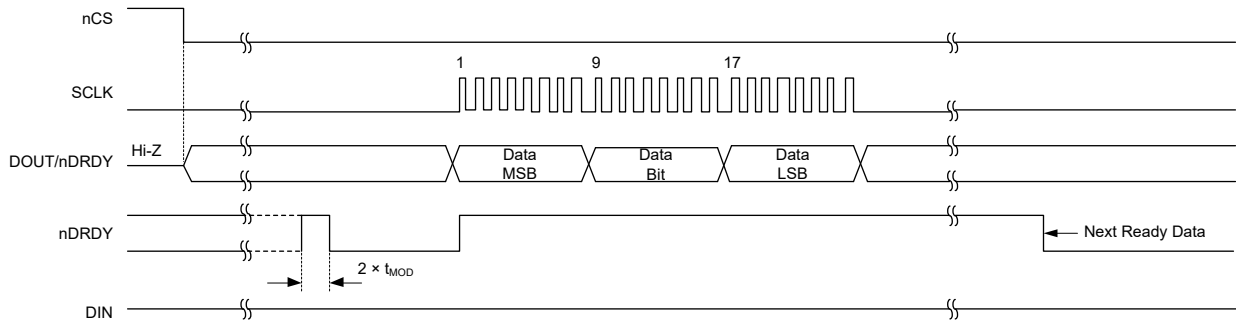 nCS
1 9 17
SCLK
DOUT/nDRDY Hi-Z Data MSB Data Bit Data LSB
nDRDY Next Ready Data
2 × tMOD
DIN